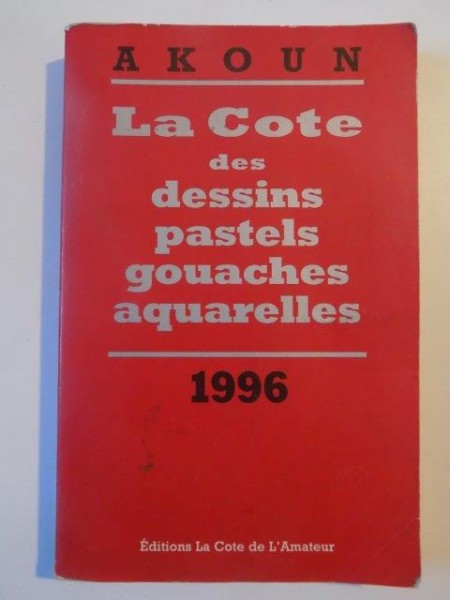 AKOUN
La Cote
des
dessins
pastels
gouaches
aquarelles
1996
Éditions La Cote de L'Amateur